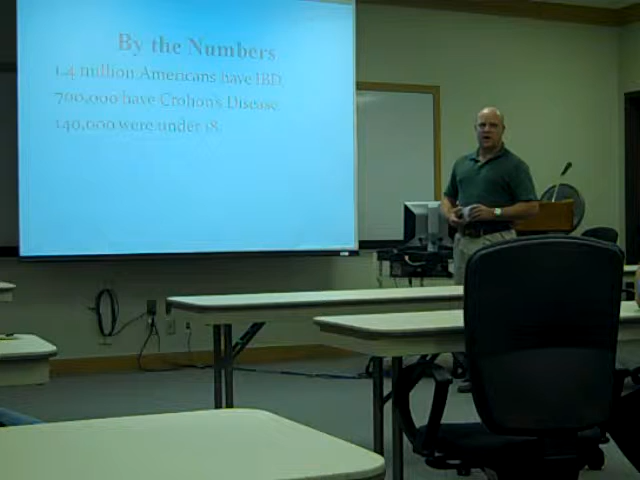 By the Numbers
1.4 million Americans have IBD
700,000 have Crohn's Disease
140,000 were under 18